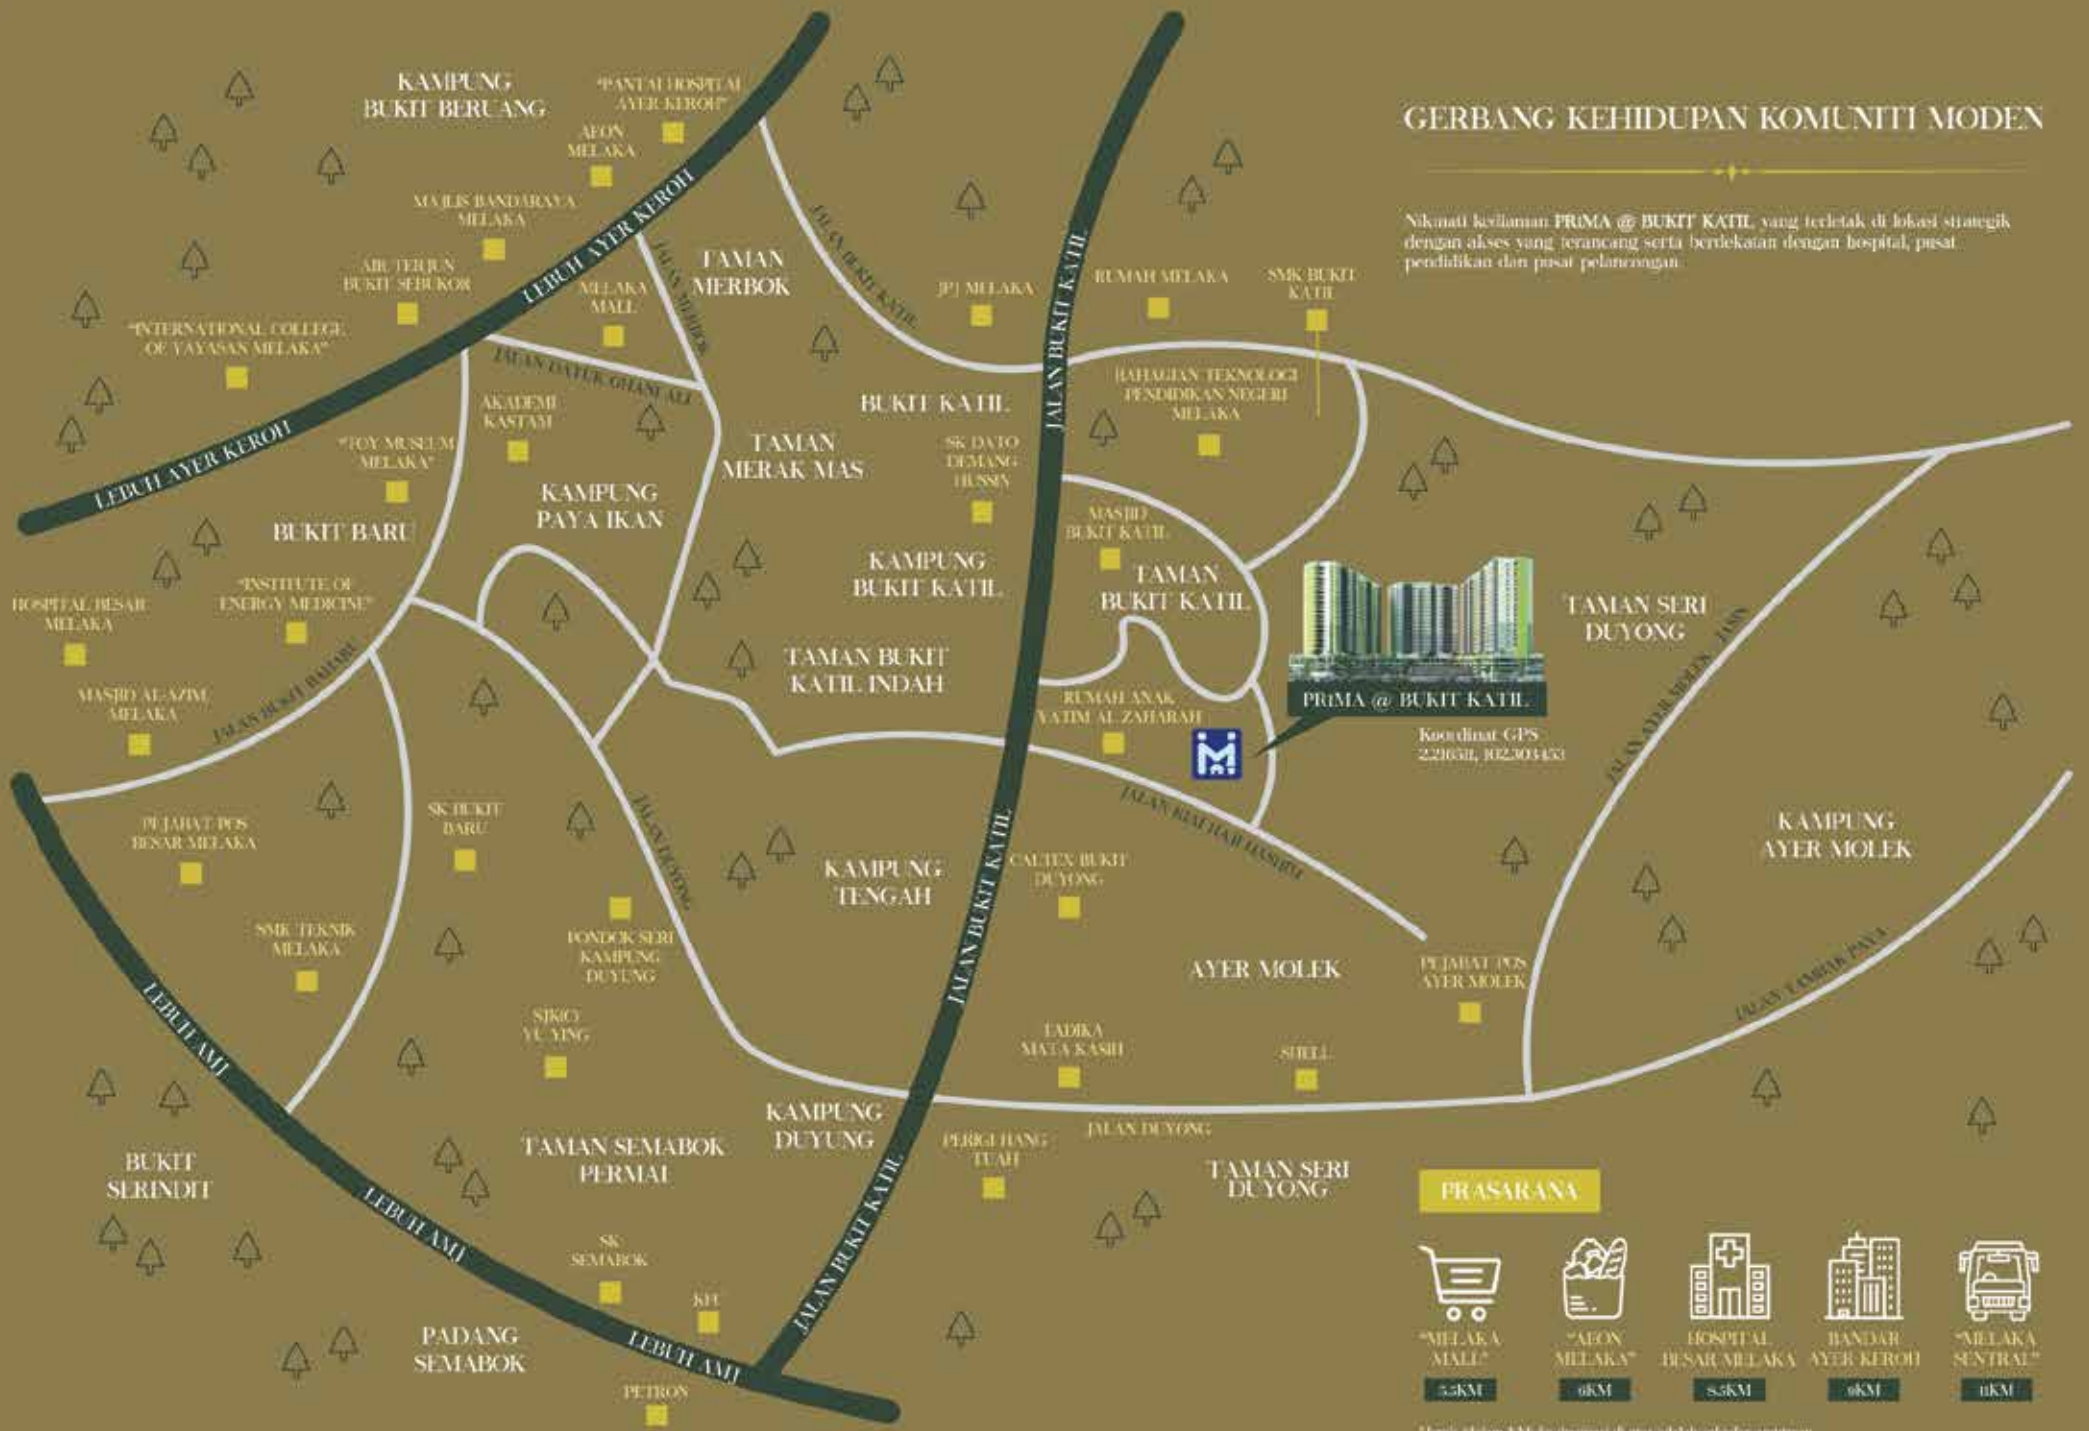 GERBANG KEHIDUPAN KOMUNITI MODEN
Nikmati kediaman PR1MA @ BUKIT KATIL yang terletak di lokasi strategik
dengan akses yang terancang serta berdekatan dengan hospital, pusat
pendidikan dan pusat pelancongan.
KAMPUNG
BUKIT BERUANG
"PANTAI HOSPITAL
AYER KEROH"
AEON
MELAKA
MAJLIS BANDARAYA
MELAKA
AIR TERJUN
BUKIT SEBUKOR
"INTERNATIONAL COLLEGE
OF YAYASAN MELAKA"
LEBUH AYER KEROH
LEBUH AYER KEROH
MELAKA
MALL
JALAN MERBOK
TAMAN
MERBOK
JALAN BUKIT KATIL
JPJ MELAKA
JALAN BUKIT KATIL
RUMAH MELAKA
SMK BUKIT
KATIL
JALAN DATUK GHANI ALI
AKADEMI
KASTAM
"TOY MUSEUM
MELAKA"
BUKIT BARU
KAMPUNG
PAYA IKAN
TAMAN
MERAK MAS
BUKIT KATIL
SK DATO
DEMANG
HUSSIN
BAHAGIAN TEKNOLOGI
PENDIDIKAN NEGERI
MELAKA
MASJID
BUKIT KATIL
TAMAN
BUKIT KATIL
KAMPUNG
BUKIT KATIL
TAMAN BUKIT
KATIL INDAH
HOSPITAL BESAR
MELAKA
"INSTITUTE OF
ENERGY MEDICINE"
MASJID AL-AZIM
MELAKA
JALAN BUKIT BAHARU
RUMAH ANAK
YATIM AL ZAHARAH
PR1MA @ BUKIT KATIL
Koordinat GPS
TAMAN SERI
DUYONG
JALAN AYER MOLEK JASIN
KAMPUNG
AYER MOLEK
JALAN KIAI HAJI HASHIM
PEJABAT POS
BESAR MELAKA
SK BUKIT
BARU
JALAN DUYONG
KAMPUNG
TENGAH
JALAN BUKIT KATIL
CALTEX BUKIT
DUYONG
SMK TEKNIK
MELAKA
PONDOK SERI
KAMPUNG
DUYUNG
AYER MOLEK
PEJABAT POS
AYER MOLEK
JALAN TAMBAK PAYA
LEBUH AMJ
SJK(C)
YU YING
TADIKA
MATA KASIH
SHELL
KAMPUNG
DUYUNG
PERIGI HANG
TUAH
JALAN DUYONG
TAMAN SERI
DUYONG
BUKIT
SERINDIT
TAMAN SEMABOK
PERMAI
LEBUH AMJ
SK
SEMABOK
KFC
JALAN BUKIT KATIL
PADANG
SEMABOK
LEBUH AMJ
PETRON
PRASARANA
"MELAKA
MALL"
5.5KM
"AEON
MELAKA"
6KM
HOSPITAL
BESAR MELAKA
8.5KM
BANDAR
AYER KEROH
9KM
"MELAKA
SENTRAL"
11KM